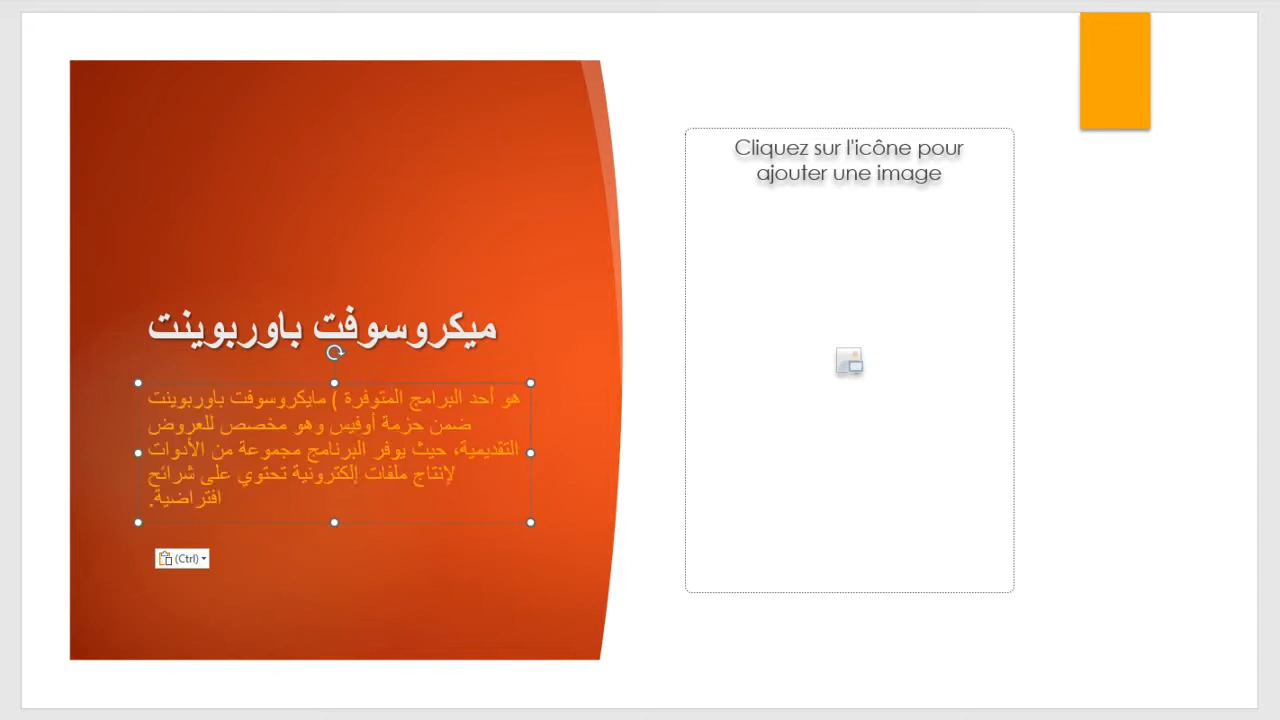 ميكروسوفت باوربوينت
هو أحد البرامج المتوفرة ) مايكروسوفت باوربوينت
ضمن حزمة أوفيس وهو مخصص للعروض
التقديمية، حيث يوفر البرنامج مجموعة من الأدوات
لإنتاج ملفات إلكترونية تحتوي على شرائح
افتراضية.
(Ctrl)
Cliquez sur l'icône pour
ajouter une image